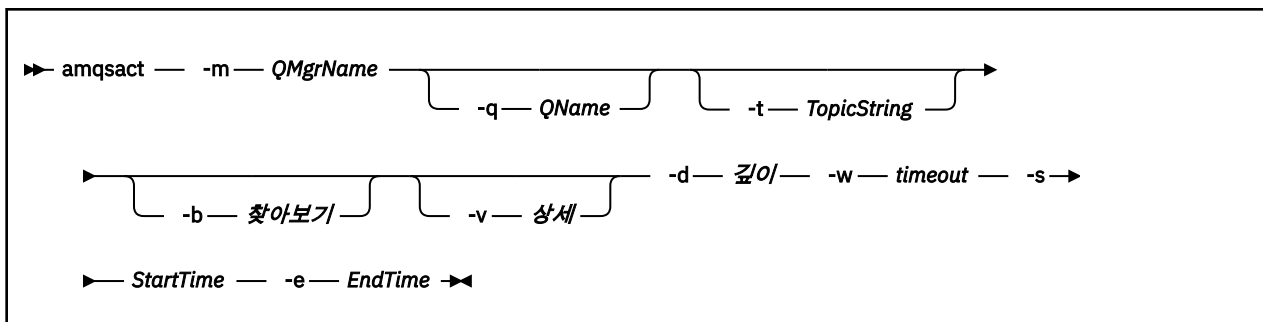 amqsact -m QMgrName
-q QName -t TopicString
-d 깊이 -w timeout -s
-b 찾아보기 -v 상세
StartTime -e EndTime